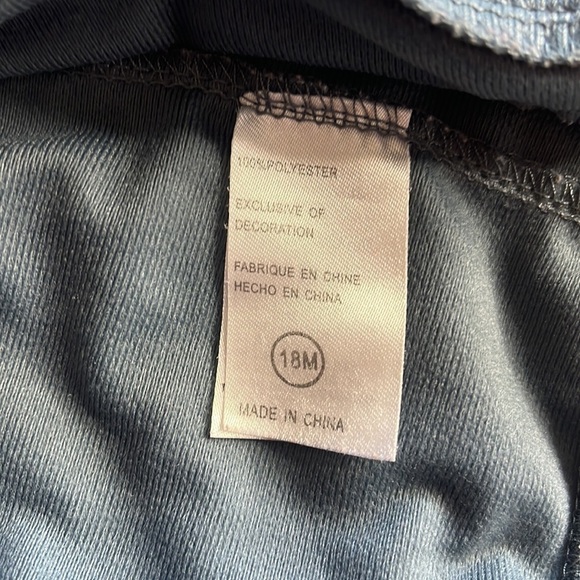 100%POLYESTER
EXCLUSIVE OF
DECORATION
FABRIQUE EN CHINE
HECHO EN CHINA
18M
MADE IN CHINA